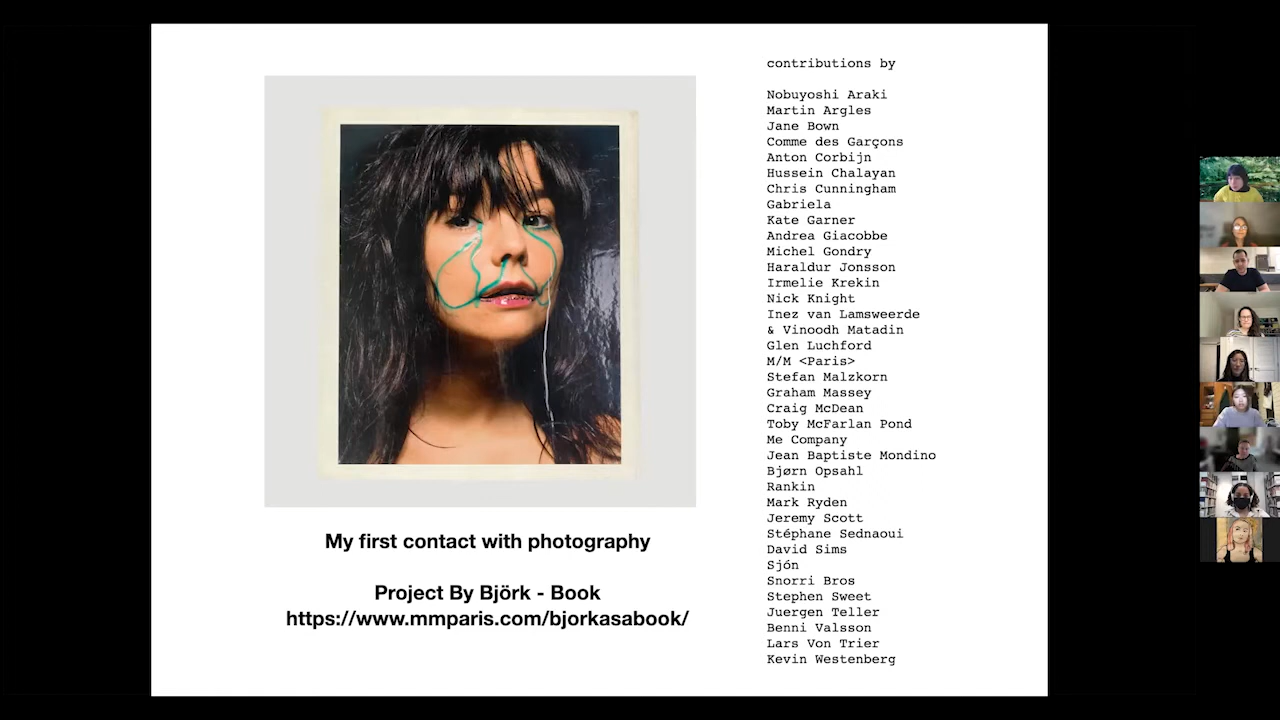 My first contact with photography
Project By Björk - Book
https://www.mmparis.com/bjorkasabook/
contributions by
Nobuyoshi Araki
Martin Argles
Jane Bown
Comme des Garçons
Anton Corbijn
Hussein Chalayan
Chris Cunningham
Gabriela
Kate Garner
Andrea Giacobbe
Michel Gondry
Haraldur Jonsson
Irmelie Krekin
Nick Knight
Inez van Lamsweerde
& Vinoodh Matadin
Glen Luchford
M/M <Paris>
Stefan Malzkorn
Graham Massey
Craig McDean
Toby McFarlan Pond
Me Company
Jean Baptiste Mondino
Bjørn Opsahl
Rankin
Mark Ryden
Jeremy Scott
Stéphane Sednaoui
David Sims
Sjón
Snorri Bros
Stephen Sweet
Juergen Teller
Benni Valsson
Lars Von Trier
Kevin Westenberg